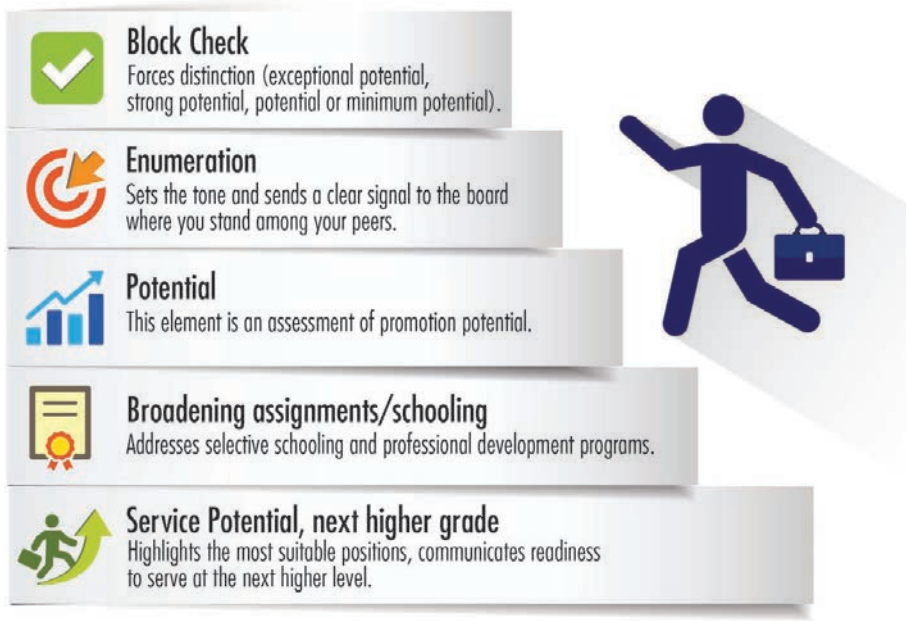 Block Check
Forces distinction (exceptional potential,
strong potential, potential or minimum potential).
Enumeration
Sets the tone and sends a clear signal to the board
where you stand among your peers.
Potential
This element is an assessment of promotion potential.
Broadening assignments/schooling
Addresses selective schooling and professional development programs.
Service Potential, next higher grade
Highlights the most suitable positions, communicates readiness
to serve at the next higher level.